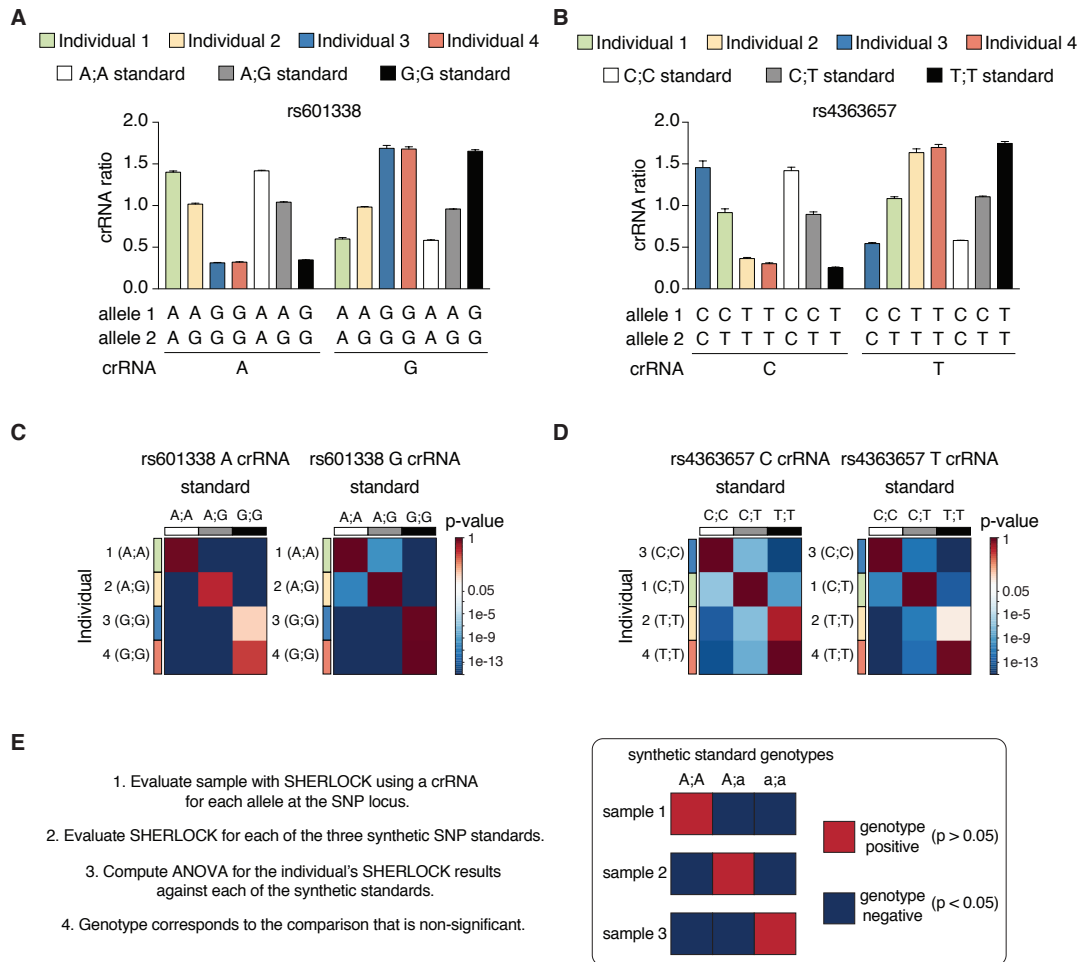 A
Individual 1 Individual 2 Individual 3 Individual 4
A;A standard A;G standard G;G standard
rs601338
2.0
1.5
1.0
0.5
0.0
crRNA ratio
allele 1 A A G G A A G A A G G A A G
allele 2 A G G G A G G A G G G A G G
crRNA A G
B
Individual 1 Individual 2 Individual 3 Individual 4
C;C standard C;T standard T;T standard
rs4363657
2.0
1.5
1.0
0.5
0.0
crRNA ratio
allele 1 C C T T C C T C C T T C C T
allele 2 C T T T C T T C T T T C T T
crRNA C T
C
rs601338 A crRNA rs601338 G crRNA
standard standard
A;A A;G G;G A;A A;G G;G p-value
Individual
1 (A;A) 1 (A;A)
2 (A;G) 2 (A;G)
3 (G;G) 3 (G;G)
4 (G;G) 4 (G;G)
1
0.05
1e-5
1e-9
1e-13
D
rs4363657 C crRNA rs4363657 T crRNA
standard standard
C;C C;T T;T C;C C;T T;T p-value
Individual
3 (C;C) 3 (C;C)
1 (C;T) 1 (C;T)
2 (T;T) 2 (T;T)
4 (T;T) 4 (T;T)
1
0.05
1e-5
1e-9
1e-13
E
1. Evaluate sample with SHERLOCK using a crRNA
for each allele at the SNP locus.
2. Evaluate SHERLOCK for each of the three synthetic SNP standards.
3. Compute ANOVA for the individual's SHERLOCK results
against each of the synthetic standards.
4. Genotype corresponds to the comparison that is non-significant.
synthetic standard genotypes
A;A A;a a;a
sample 1
sample 2
sample 3
genotype
positive (p > 0.05)
genotype
negative (p < 0.05)